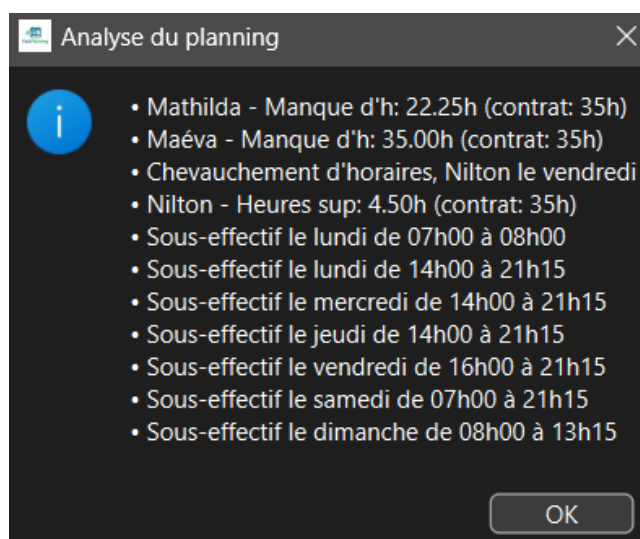 Analyse du planning
• Mathilda - Manque d'h: 22.25h (contrat: 35h)
• Maéva - Manque d'h: 35.00h (contrat: 35h)
• Chevauchement d'horaires, Nilton le vendredi
• Nilton - Heures sup: 4.50h (contrat: 35h)
• Sous-effectif le lundi de 07h00 à 08h00
• Sous-effectif le lundi de 14h00 à 21h15
• Sous-effectif le mercredi de 14h00 à 21h15
• Sous-effectif le jeudi de 14h00 à 21h15
• Sous-effectif le vendredi de 16h00 à 21h15
• Sous-effectif le samedi de 07h00 à 21h15
• Sous-effectif le dimanche de 08h00 à 13h15
OK